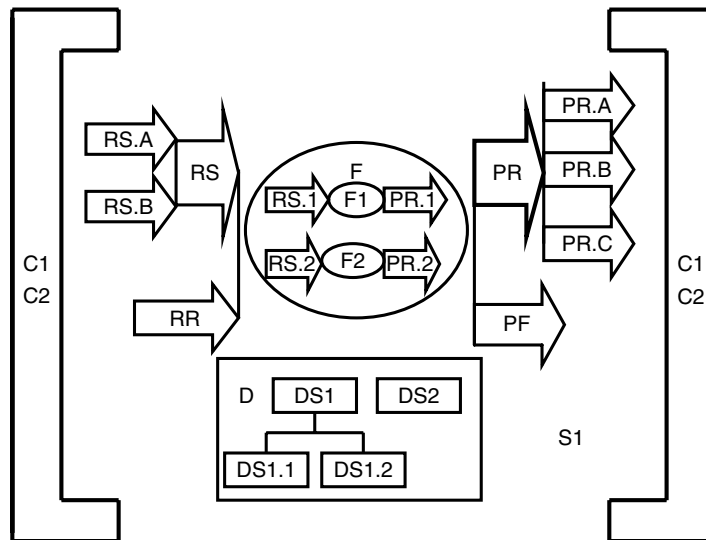 RS.A
RS.B
RS
RR
F
RS.1
F1
PR.1
RS.2
F2
PR.2
PR
PR.A
PR.B
PR.C
PF
C1
C2
C1
C2
D
DS1
DS2
DS1.1
DS1.2
S1